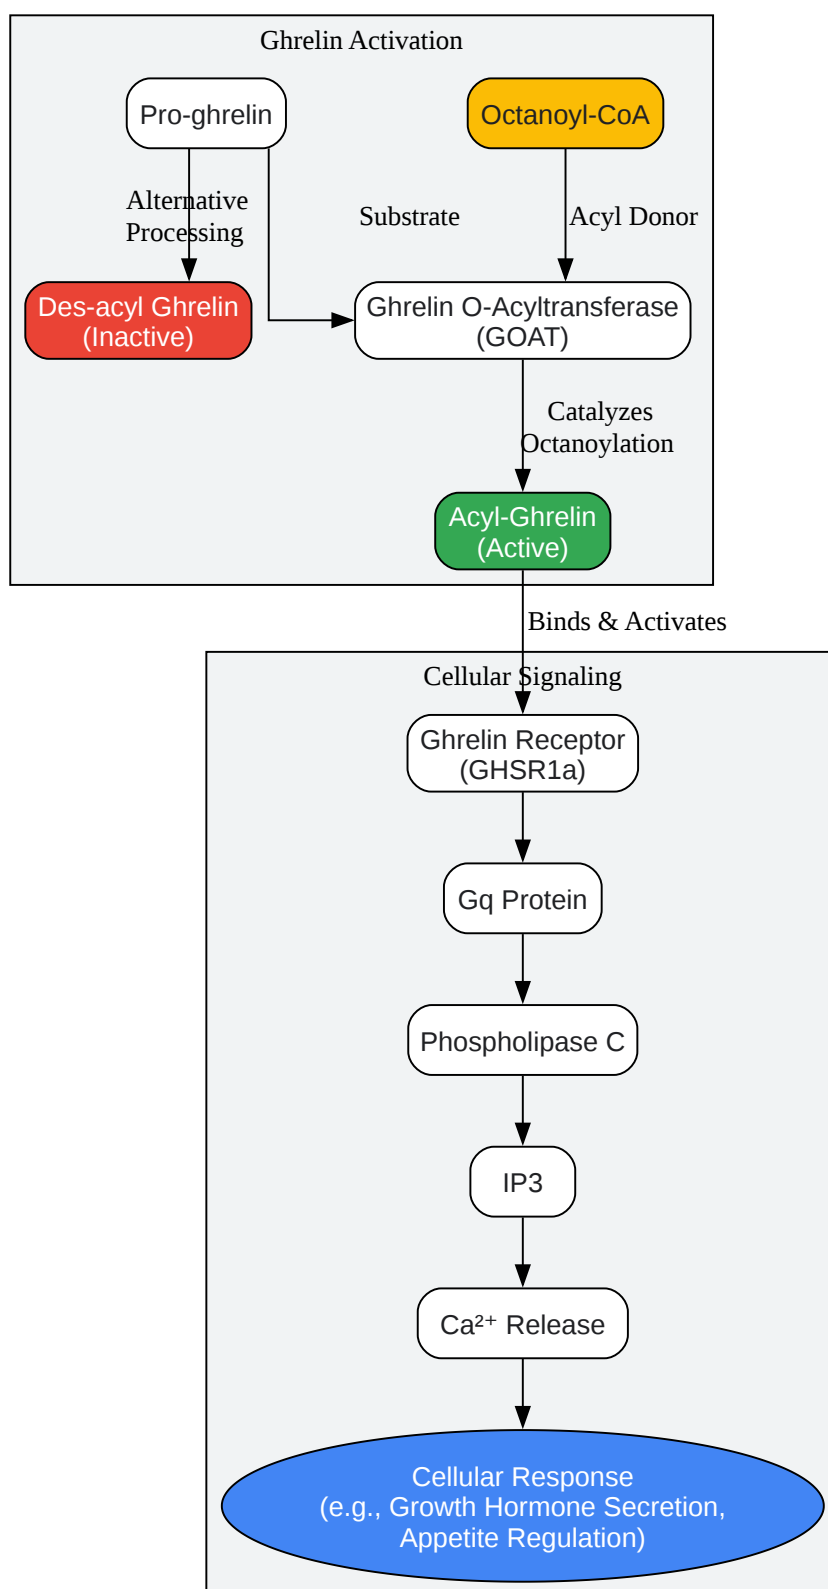 Ghrelin Activation
Pro-ghrelin
Octanoyl-CoA
Alternative
Processing
Substrate
Acyl Donor
Des-acyl Ghrelin
(Inactive)
Ghrelin O-Acyltransferase
(GOAT)
Catalyzes
Octanoylation
Acyl-Ghrelin
(Active)
Binds & Activates
Cellular Signaling
Ghrelin Receptor
(GHSR1a)
Gq Protein
Phospholipase C
IP3
Ca²⁺ Release
Cellular Response
(e.g., Growth Hormone Secretion,
Appetite Regulation)